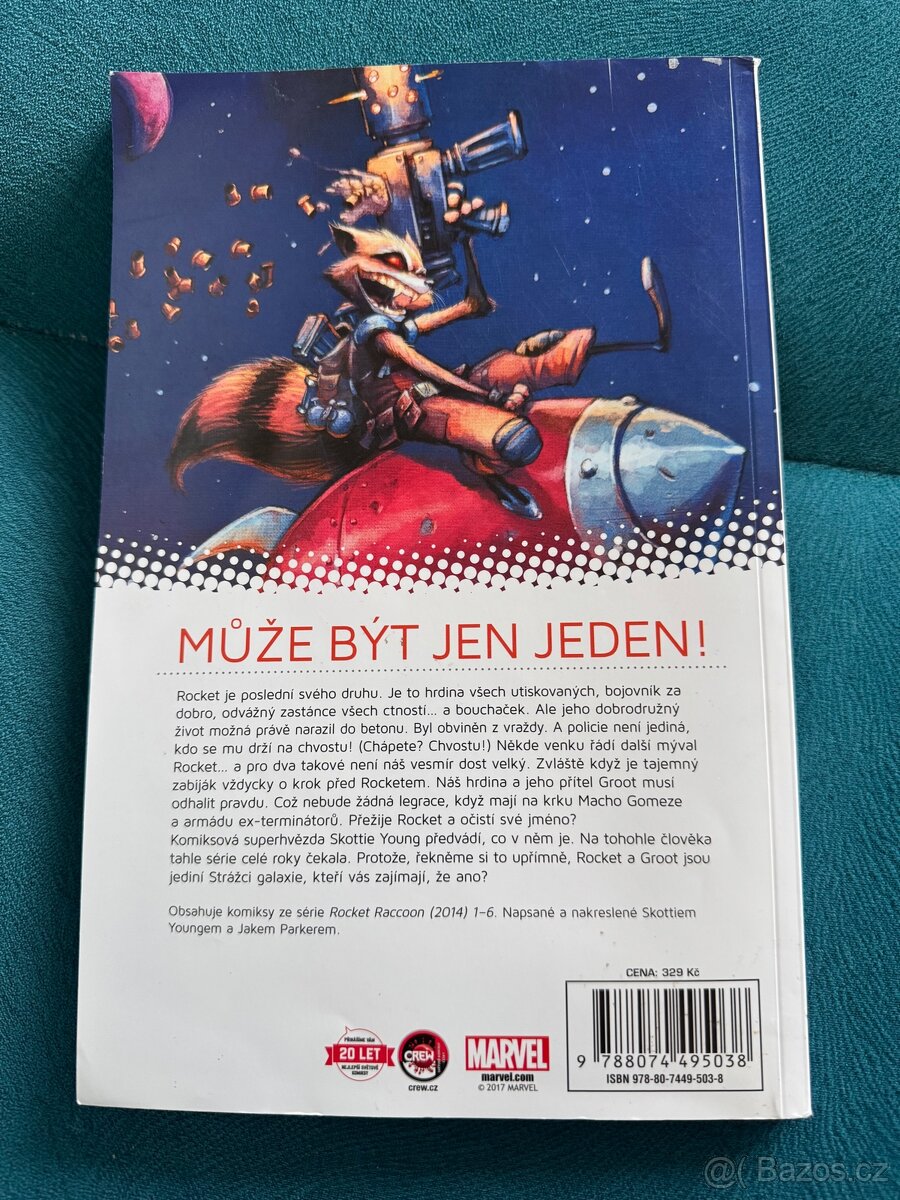 MŮŽE BÝT JEN JEDEN!
Rocket je poslední svého druhu. Je to hrdina všech utiskovaných, bojovník za
dobro, odvážný zastánce všech ctností... a bouchaček. Ale jeho dobrodružný
život možná právě narazil do betonu. Byl obviněn z vraždy. A policie není jediná,
kdo se mu drží na chvostu! (Chápete? Chvostu!) Někde venku řádí další mýval
Rocket... a pro dva takové není náš vesmír dost velký. Zvláště když je tajemný
zabiják vždycky o krok před Rocketem. Náš hrdina a jeho přítel Groot musí
odhalit pravdu. Což nebude žádná legrace, když mají na krku Macho Gomeze
a armádu ex-terminátorů. Přežije Rocket a očistí své jméno?
Komiksová superhvězda Skottie Young předvádí, co v něm je. Na tohohle člověka
tahle série celé roky čekala. Protože, řekněme si to upřímně, Rocket a Groot jsou
jediní Strážci galaxie, kteří vás zajímají, že ano?
Obsahuje komiksy ze série Rocket Raccoon (2014) 1–6. Napsané a nakreslené Skottiem
Youngem a Jakem Parkerem.
CENA: 329 Kč
9 788074 495038
ISBN 978-80-7449-503-8
PŘINÁŠÍME VÁM
20 LET
NEJLEPŠÍ SVĚTOVÉ
KOMIKSY
CREW
crew.cz
MARVEL
marvel.com
© 2017 MARVEL
@( Bazos.cz